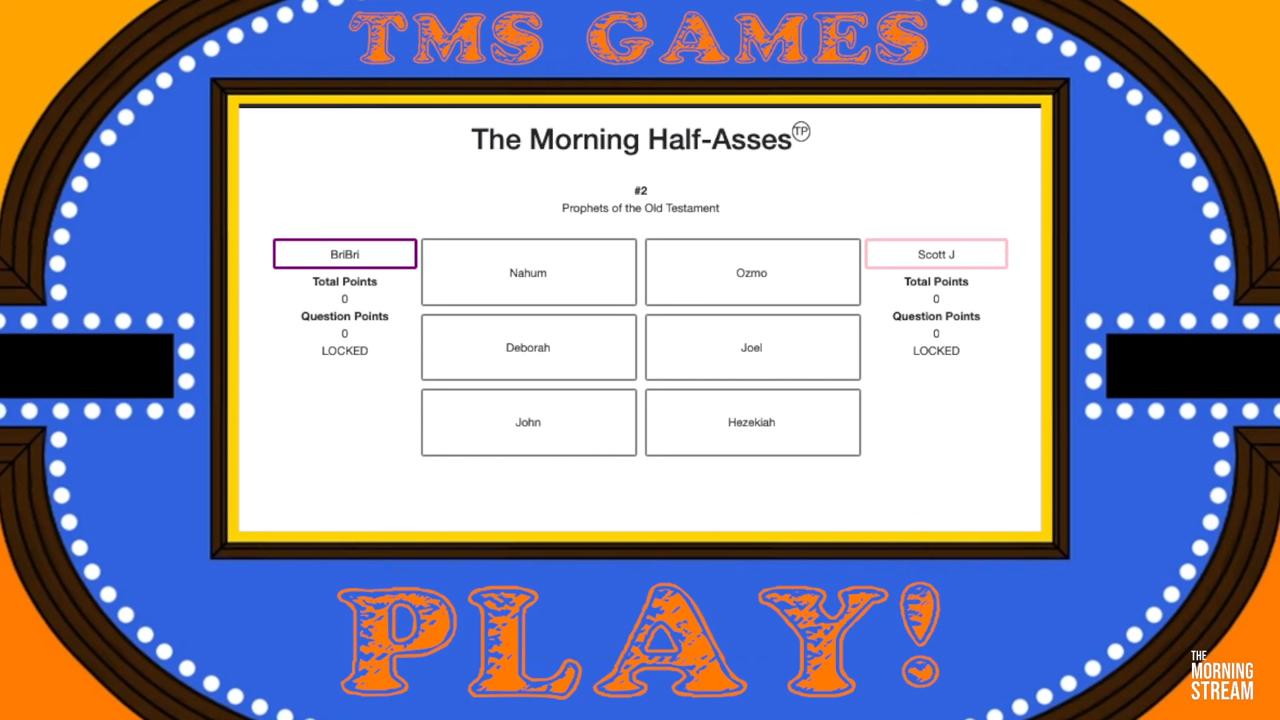 TMS GAMES
The Morning Half-Asses TP
#2
Prophets of the Old Testament
BriBri
Total Points
0
Question Points
0
LOCKED
Nahum
Ozmo
Deborah
Joel
John
Hezekiah
Scott J
Total Points
0
Question Points
0
LOCKED
PLAY!
THE
MORNING
STREAM